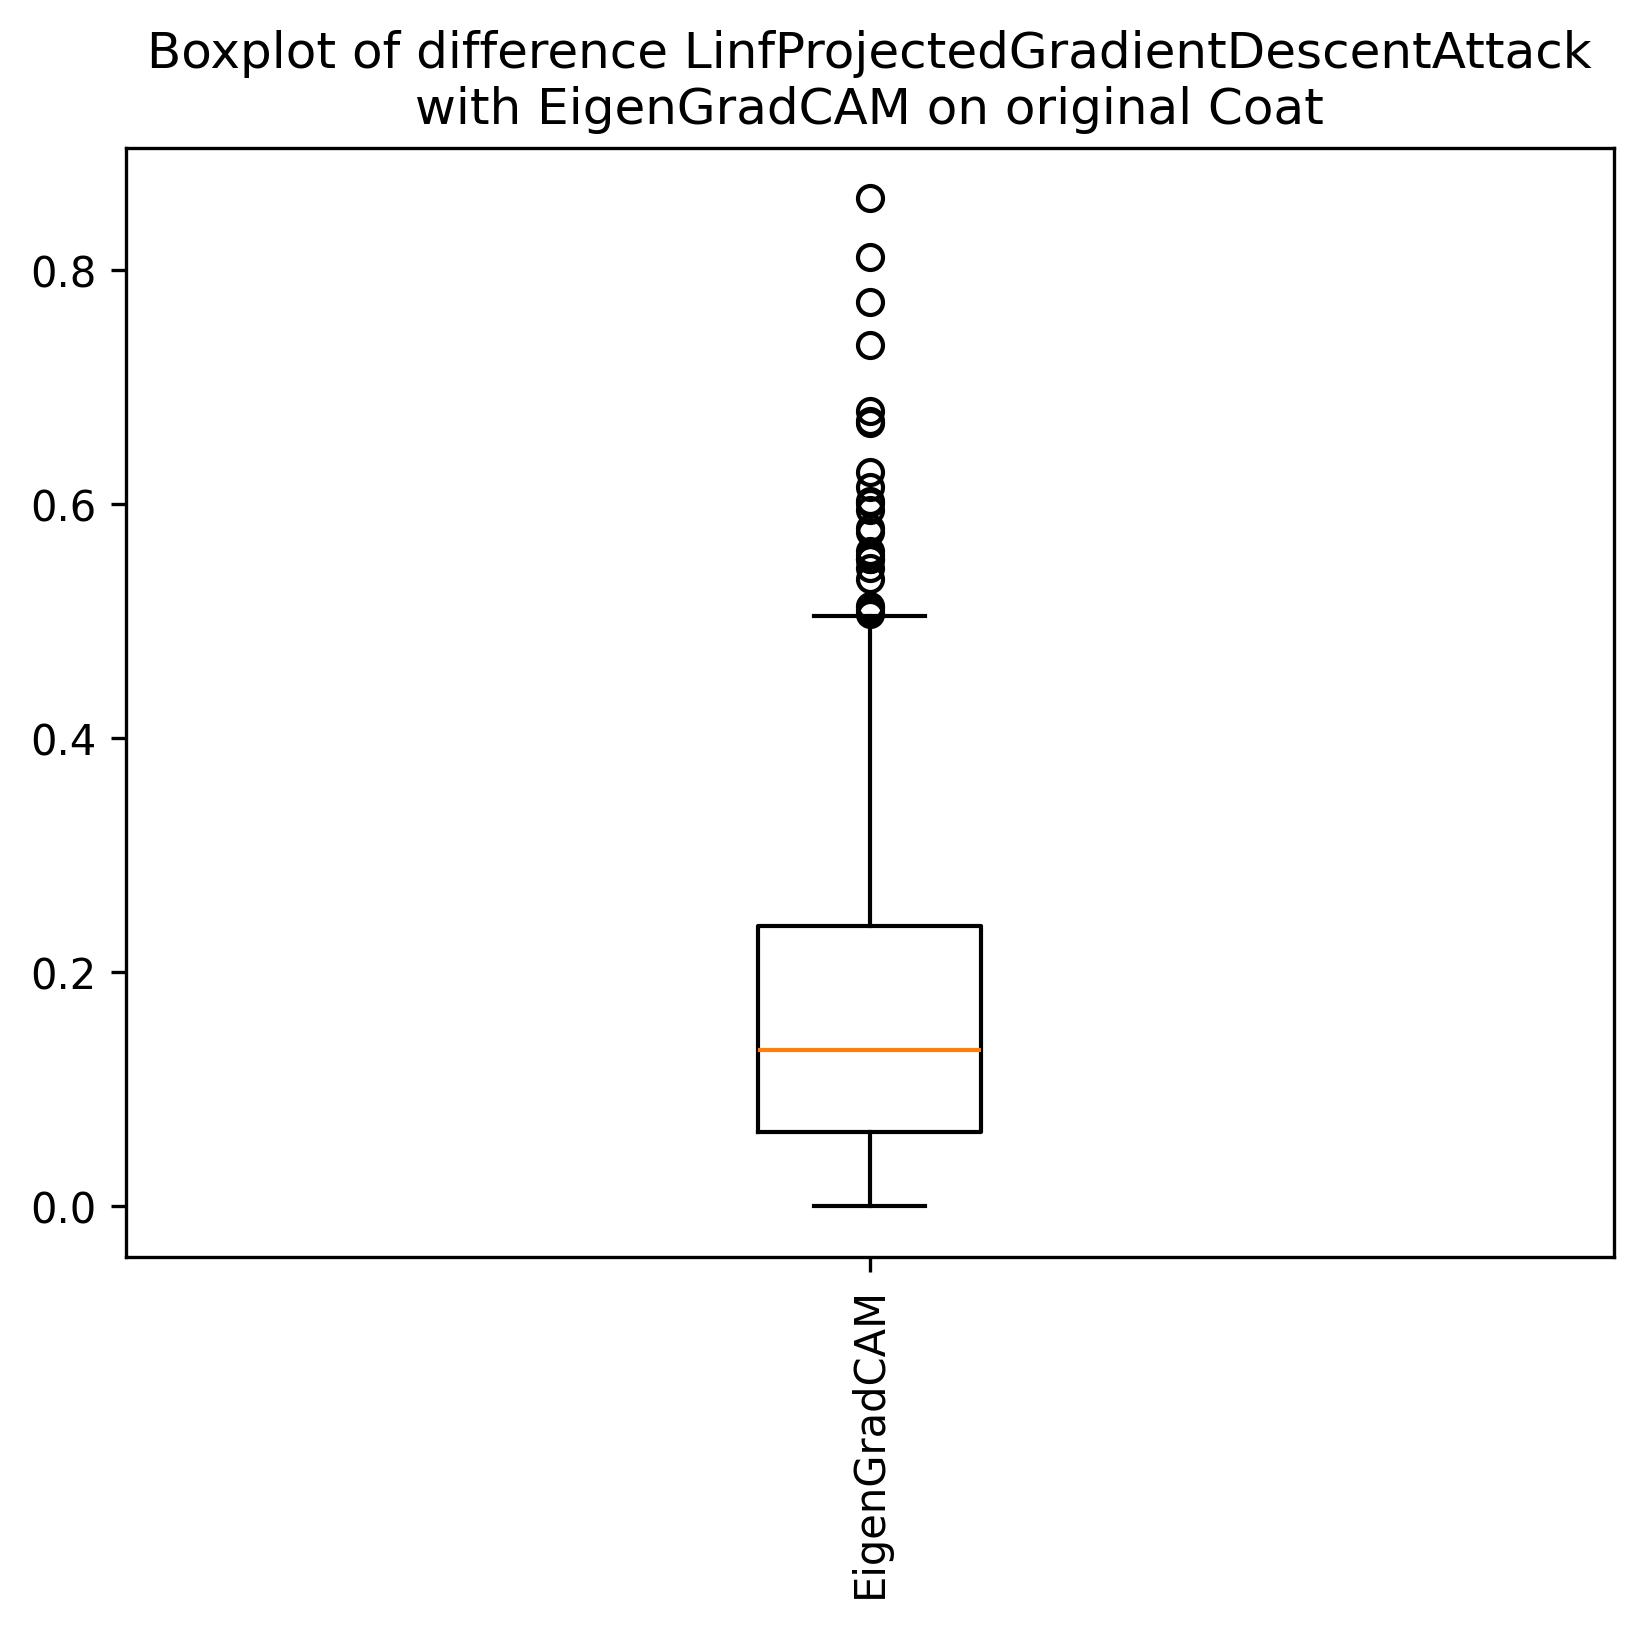 Boxplot of difference LinfProjectedGradientDescentAttack
with EigenGradCAM on original Coat
0.8
0.6
0.4
0.2
0.0
EigenGradCAM